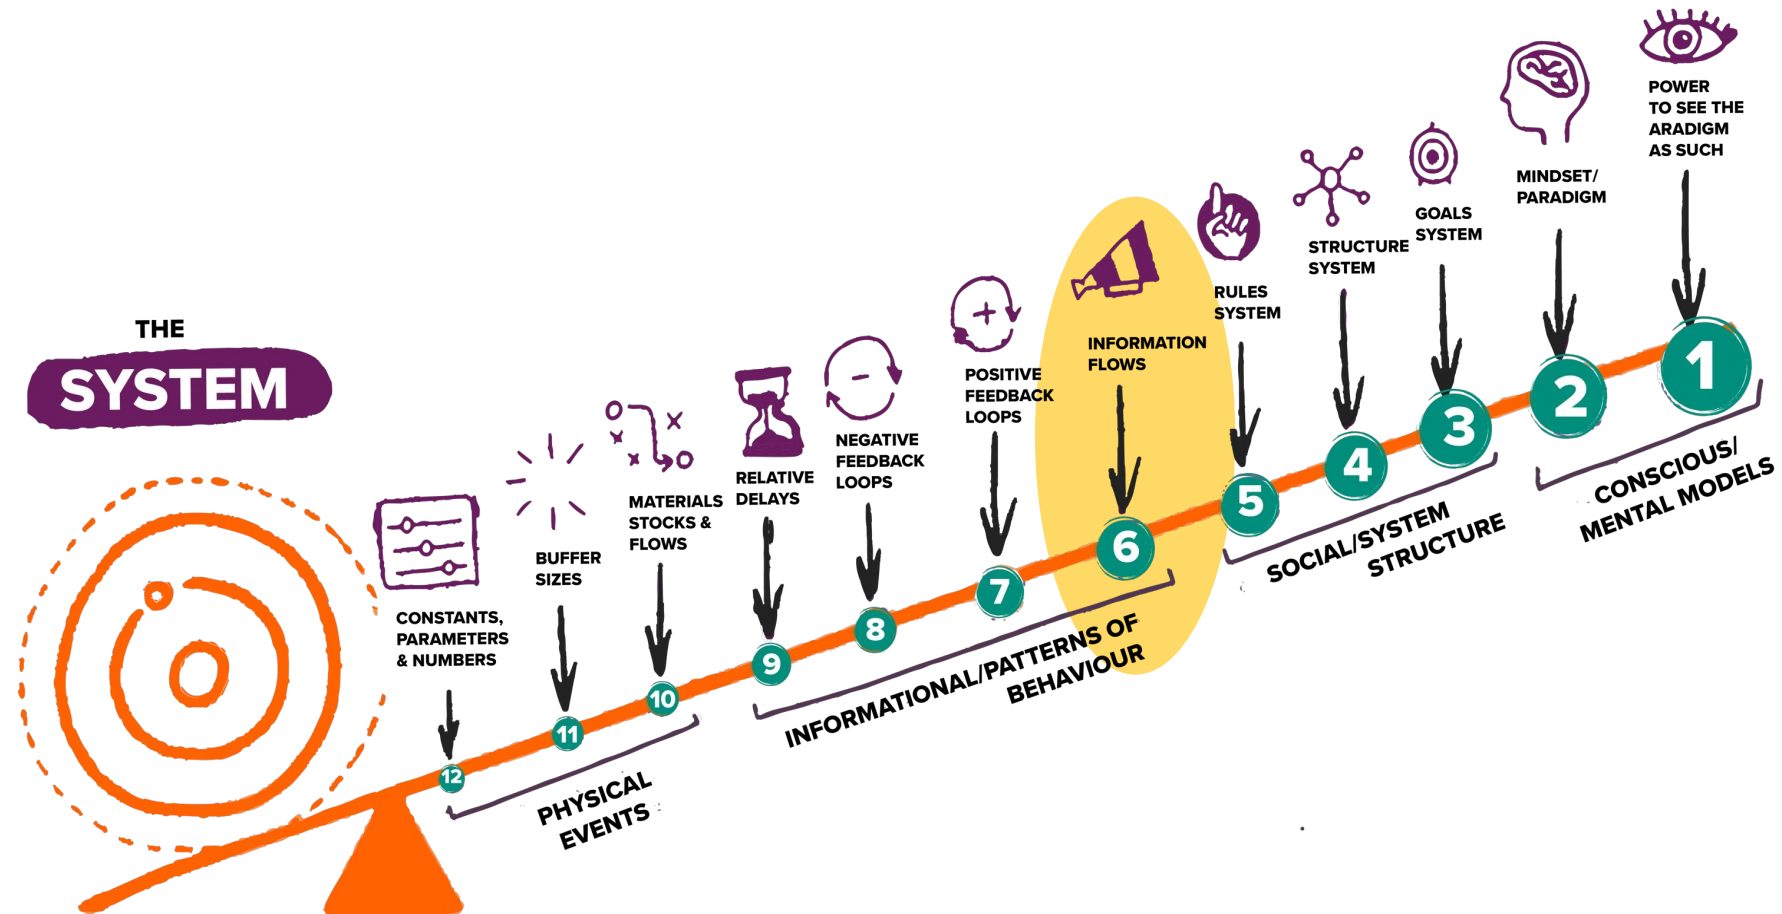 THE
SYSTEM
CONSTANTS,
PARAMETERS
& NUMBERS
12
BUFFER
SIZES
11
MATERIALS
STOCKS &
FLOWS
10
PHYSICAL
EVENTS
RELATIVE
DELAYS
9
NEGATIVE
FEEDBACK
LOOPS
8
POSITIVE
FEEDBACK
LOOPS
7
INFORMATION
FLOWS
6
INFORMATIONAL/PATTERNS OF
BEHAVIOUR
RULES
SYSTEM
5
STRUCTURE
SYSTEM
4
GOALS
SYSTEM
3
SOCIAL/SYSTEM
STRUCTURE
MINDSET/
PARADIGM
2
POWER
TO SEE THE
ARADIGM
AS SUCH
1
CONSCIOUS/
MENTAL MODELS